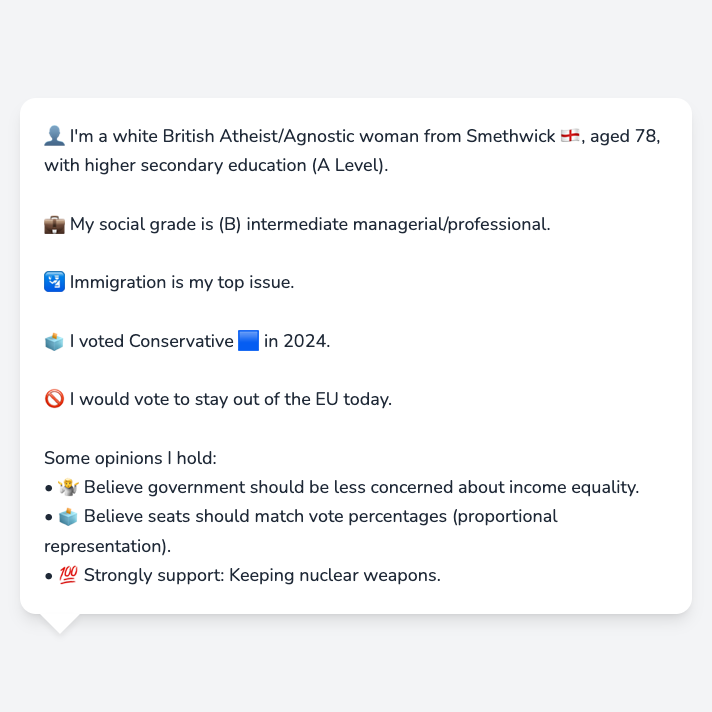 👤 I'm a white British Atheist/Agnostic woman from Smethwick 🏴󠁧󠁢󠁥󠁮󠁧󠁿, aged 78,
with higher secondary education (A Level).
💼 My social grade is (B) intermediate managerial/professional.
🛂 Immigration is my top issue.
🗳️ I voted Conservative 🟦 in 2024.
🚫 I would vote to stay out of the EU today.
Some opinions I hold:
• 🤷 Believe government should be less concerned about income equality.
• 🗳️ Believe seats should match vote percentages (proportional
representation).
• 💯 Strongly support: Keeping nuclear weapons.